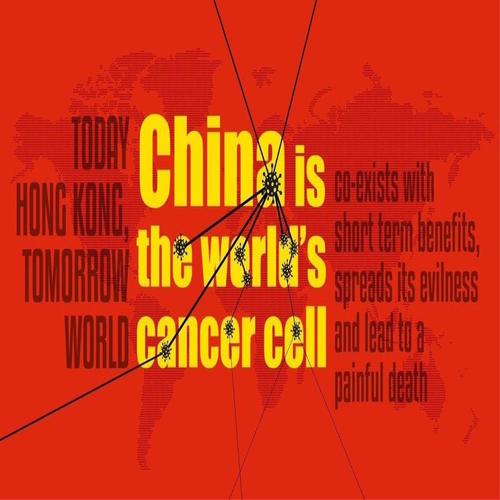 TODAY
HONG KONG,
TOMORROW
WORLD
China is
the world's
cancer cell
co-exists with
short term benefits,
spreads its evilness
and lead to a
painful death